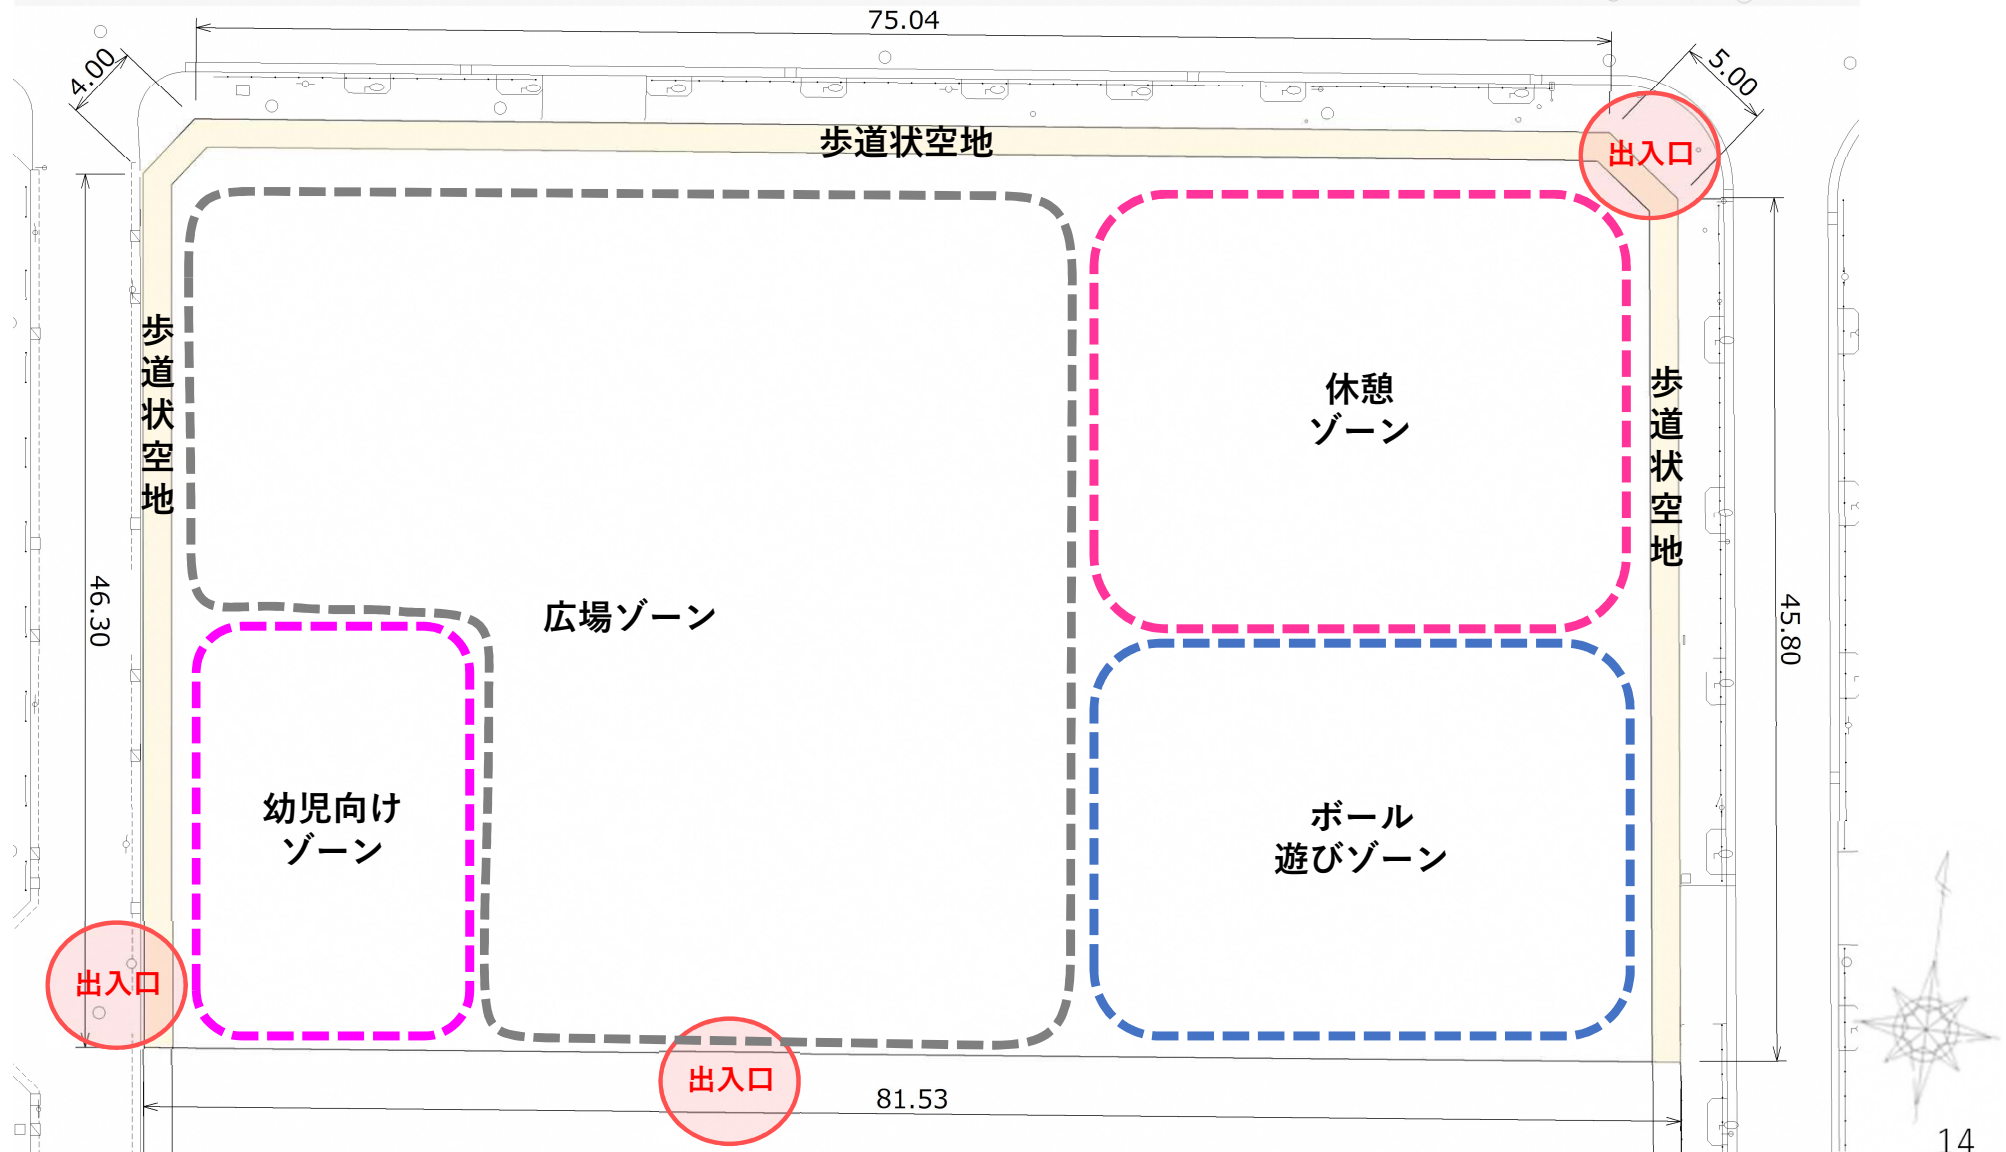 75.04
4.00
5.00
歩道状空地
出入口
歩道状空地
休憩
ゾーン
歩道状空地
46.30
広場ゾーン
45.80
幼児向け
ゾーン
ボール
遊びゾーン
出入口
出入口
81.53
14